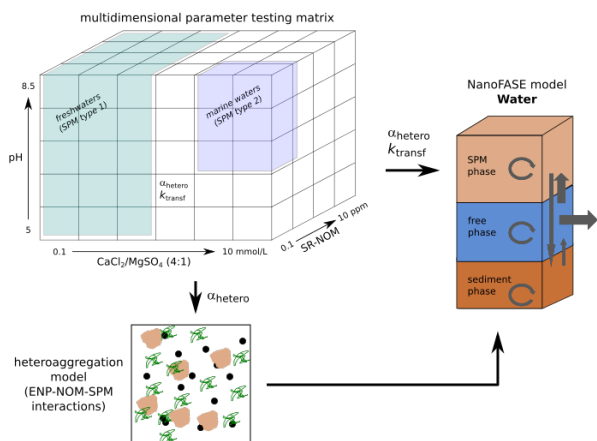 multidimensional parameter testing matrix
8.5
pH
5
freshwaters
(SPM type 1)
marine waters
(SPM type 2)
αhetero
ktransf
0.1
10 mmol/L
CaCl2/MgSO4 (4:1)
0.1
10 ppm
SR-NOM
αhetero
ktransf
NanoFASE model
Water
SPM
phase
free
phase
sediment
phase
αhetero
heteroaggregation
model
(ENP-NOM-SPM
interactions)